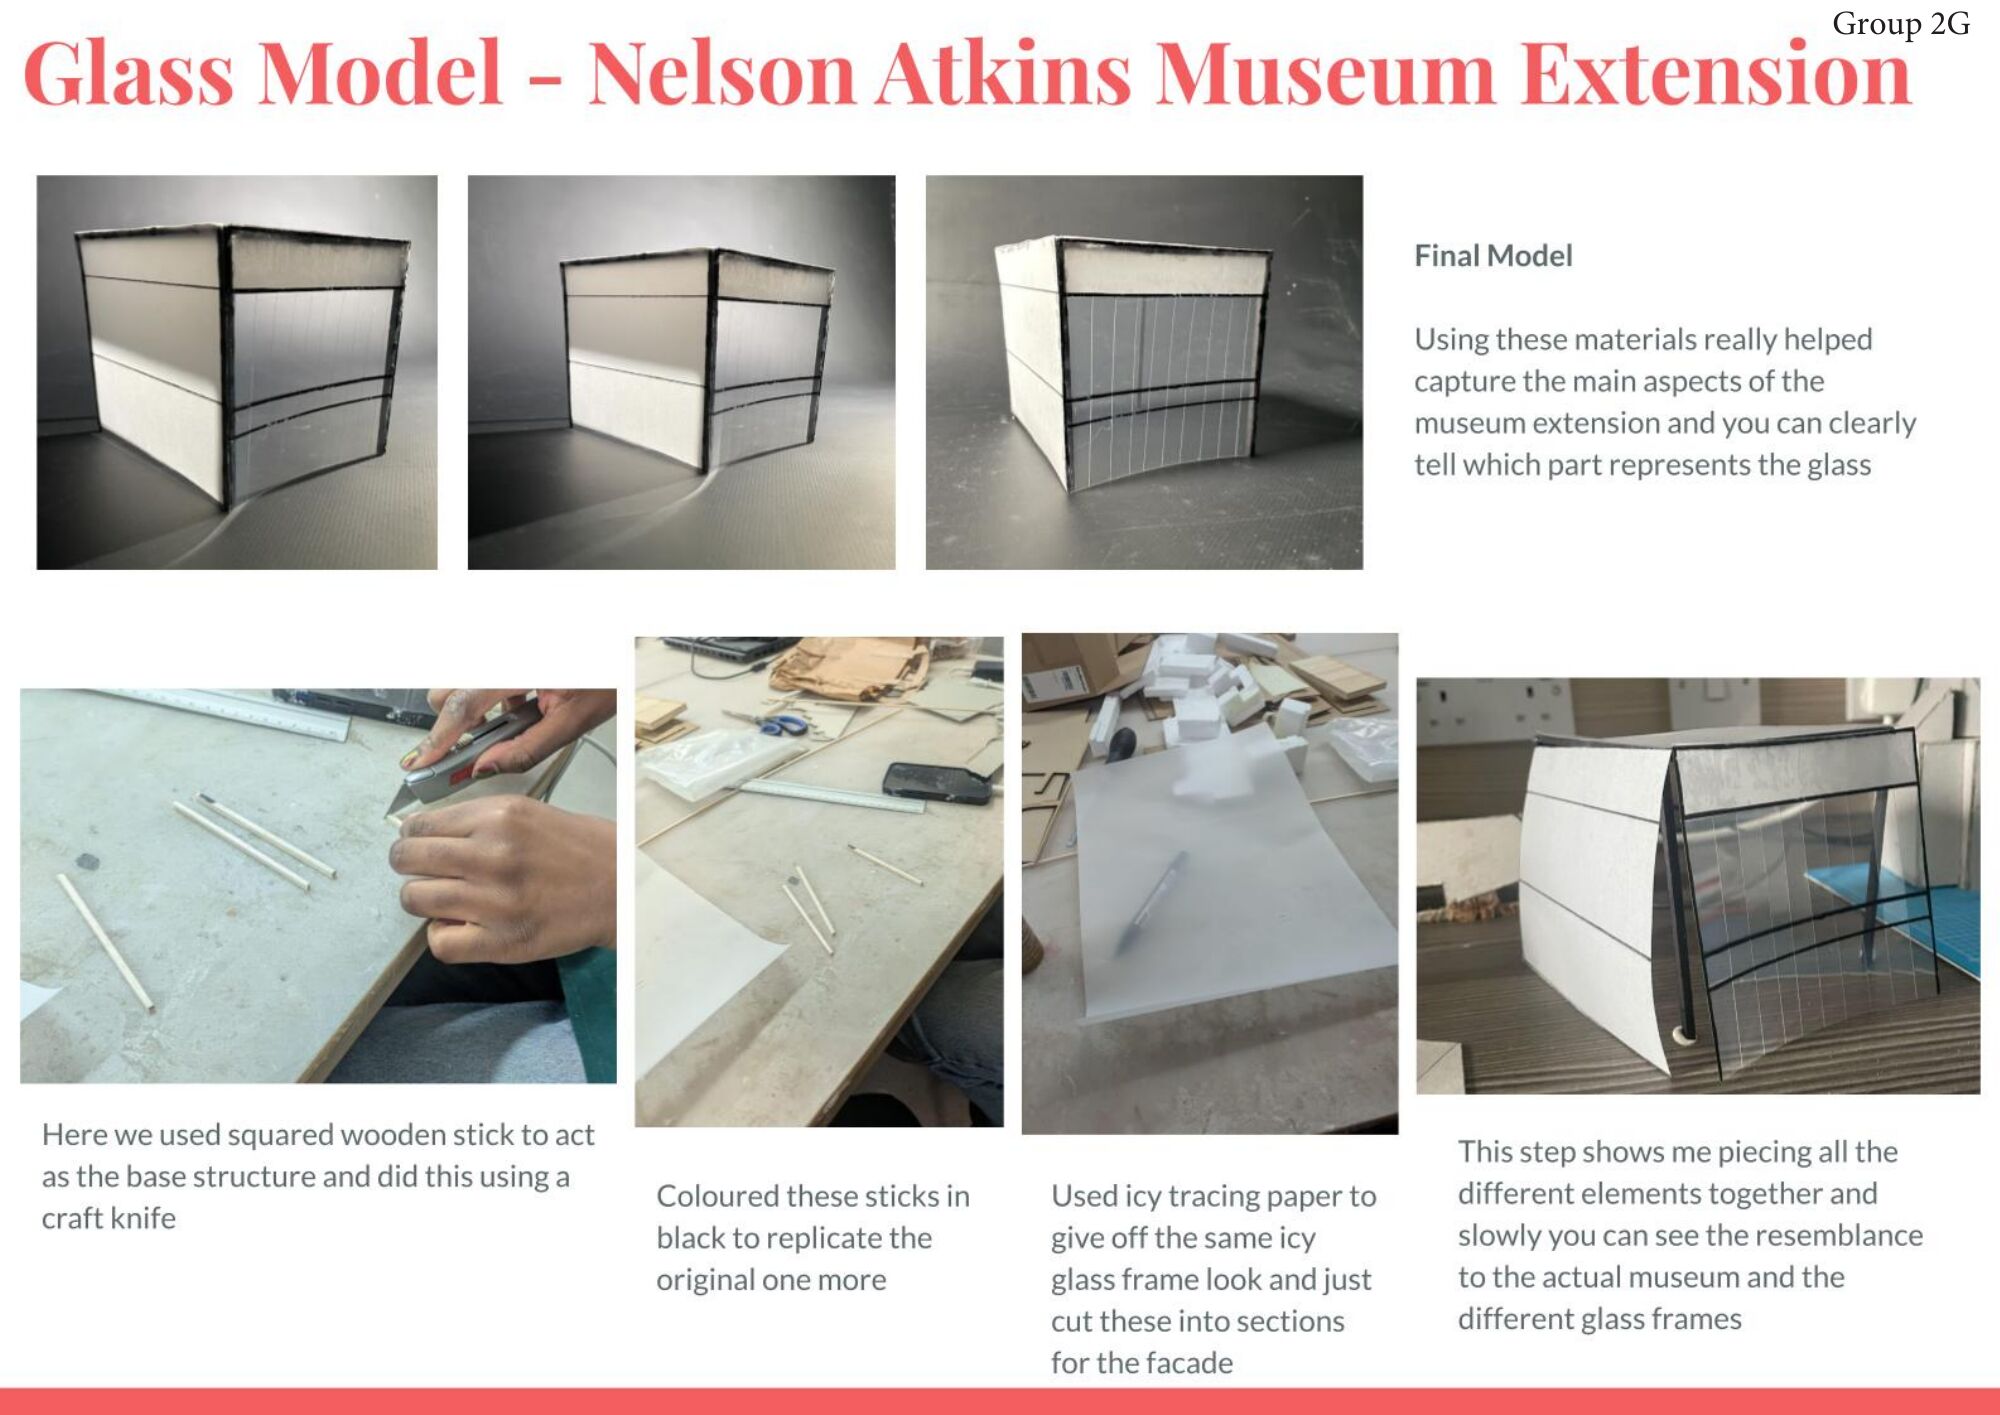 Group 2G
Glass Model - Nelson Atkins Museum Extension
Final Model
Using these materials really helped
capture the main aspects of the
museum extension and you can clearly
tell which part represents the glass
Here we used squared wooden stick to act
as the base structure and did this using a
craft knife
Coloured these sticks in
black to replicate the
original one more
Used icy tracing paper to
give off the same icy
glass frame look and just
cut these into sections
for the facade
This step shows me piecing all the
different elements together and
slowly you can see the resemblance
to the actual museum and the
different glass frames